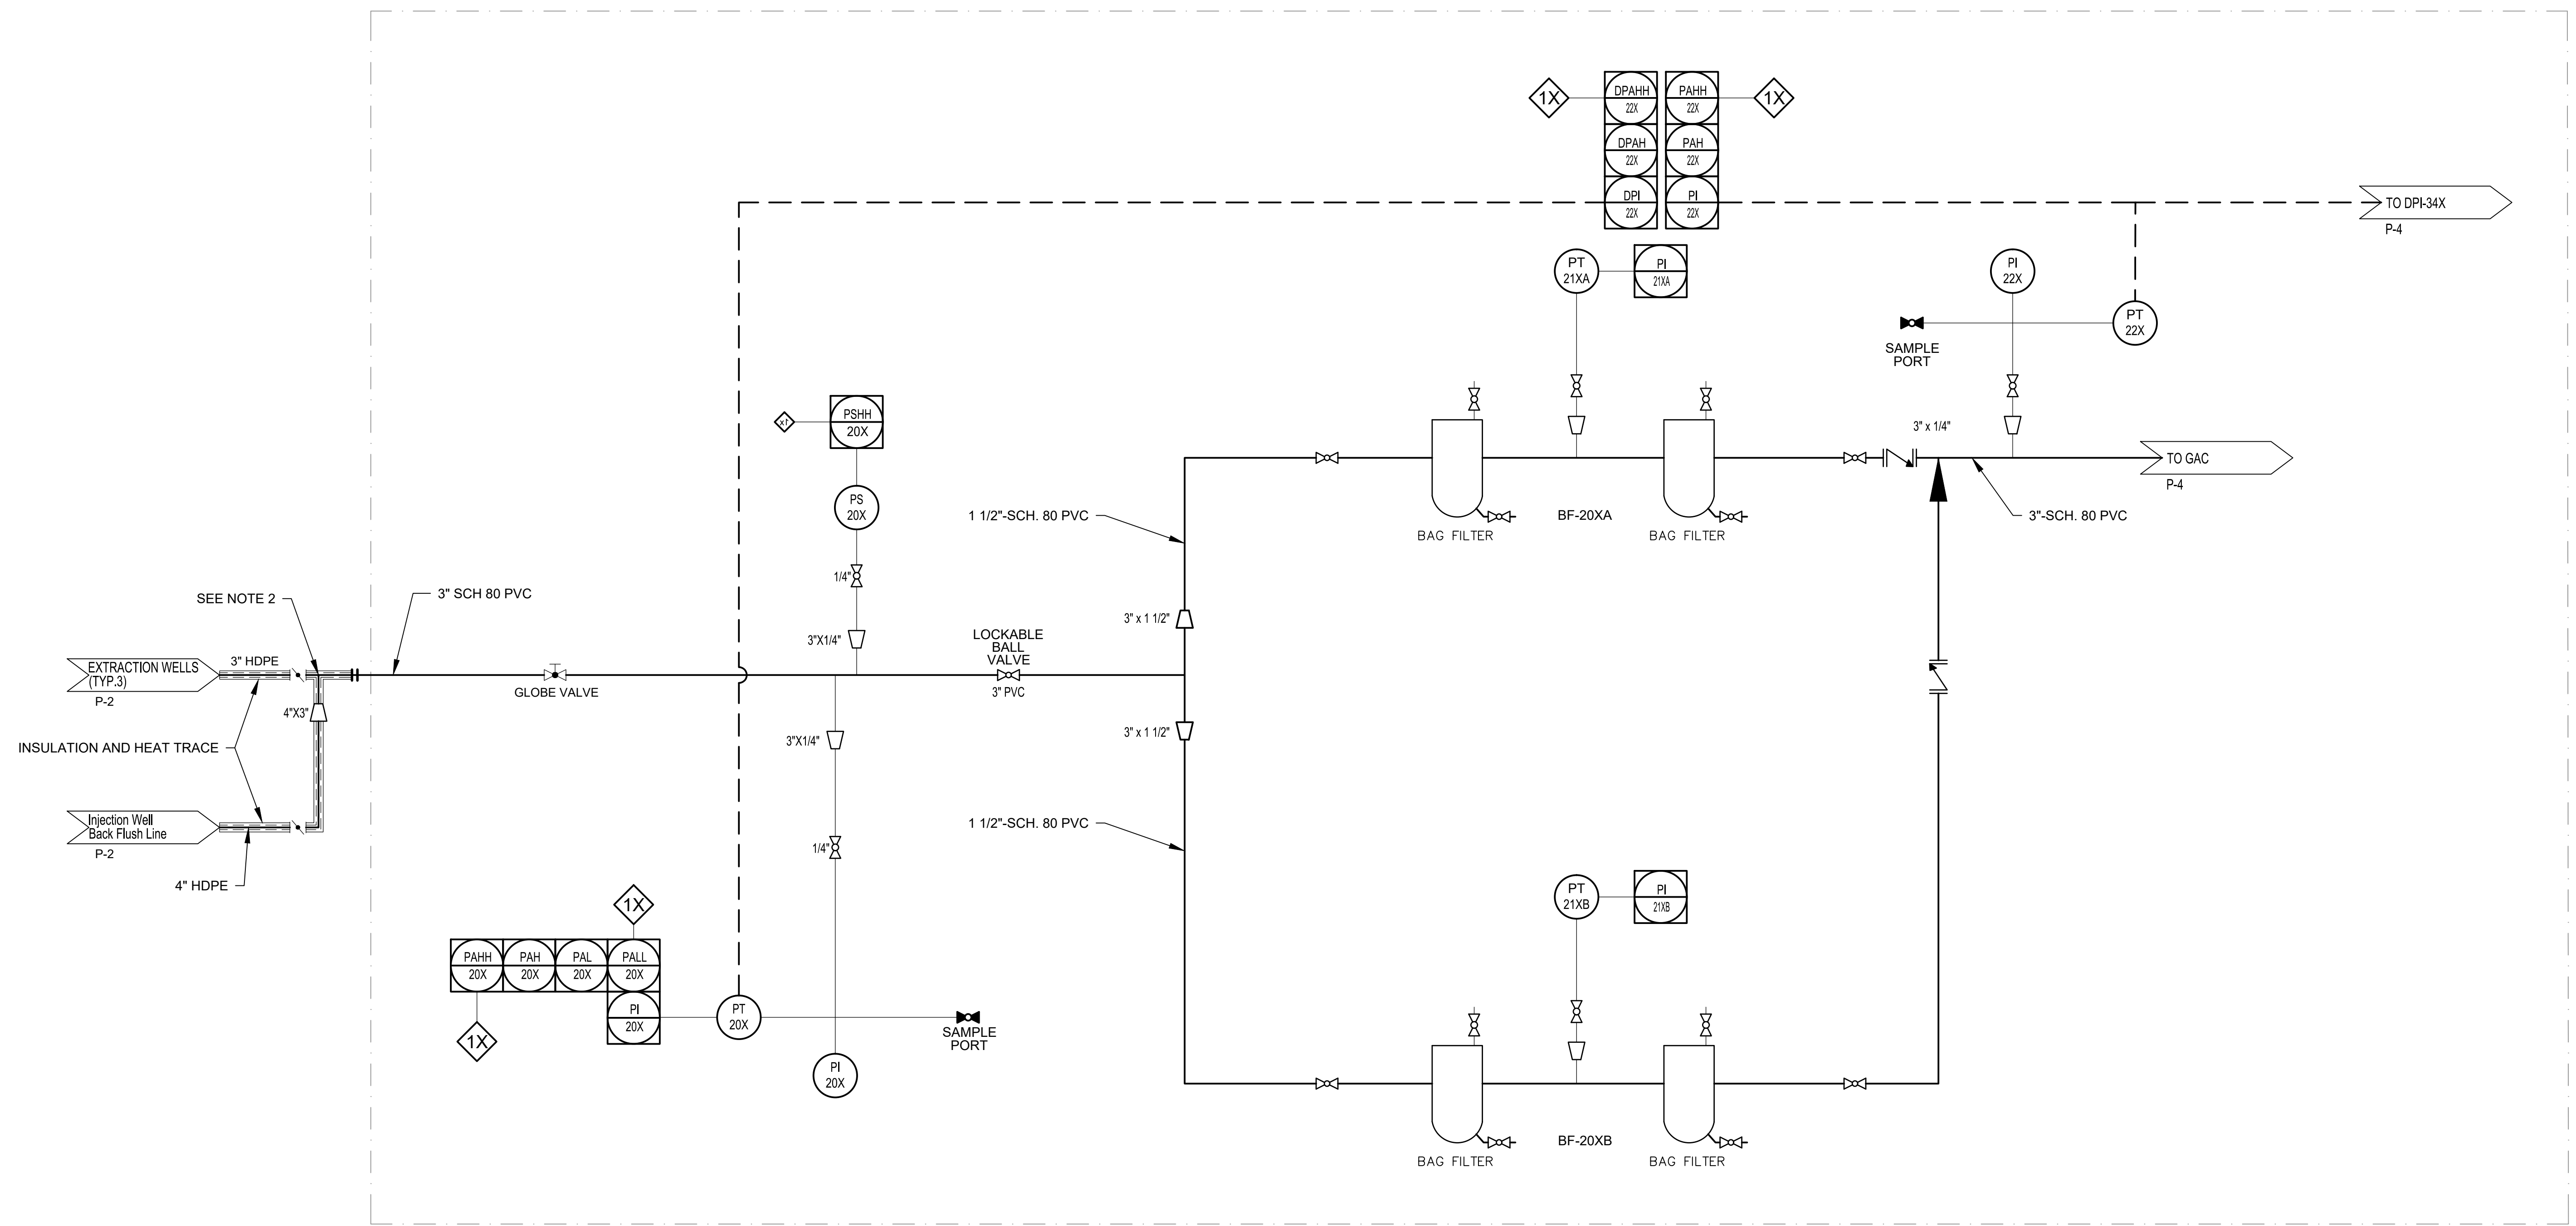 1X
DPAHH
22X
PAHH
22X
1X
DPAH
22X
PAH
22X
DPI
22X
PI
22X
TO DPI-34X
P-4
PT
21XA
PI
21XA
PI
22X
PT
22X
SAMPLE
PORT
1X
PSHH
20X
3" x 1/4"
TO GAC
P-4
PS
20X
1 1/2"-SCH. 80 PVC
BF-20XA
3"-SCH. 80 PVC
BAG FILTER
BAG FILTER
1/4"
SEE NOTE 2
3" SCH 80 PVC
3" x 1 1/2"
3"X1/4"
LOCKABLE
BALL
VALVE
3" PVC
EXTRACTION WELLS
(TYP.3)
P-2
3" HDPE
GLOBE VALVE
4"X3"
3" x 1 1/2"
3"X1/4"
INSULATION AND HEAT TRACE
Injection Well
Back Flush Line
P-2
1 1/2"-SCH. 80 PVC
1/4"
4" HDPE
PT
21XB
PI
21XB
1X
PAHH
20X
PAH
20X
PAL
20X
PALL
20X
PI
20X
PT
20X
SAMPLE
PORT
1X
PI
20X
BF-20XB
BAG FILTER
BAG FILTER